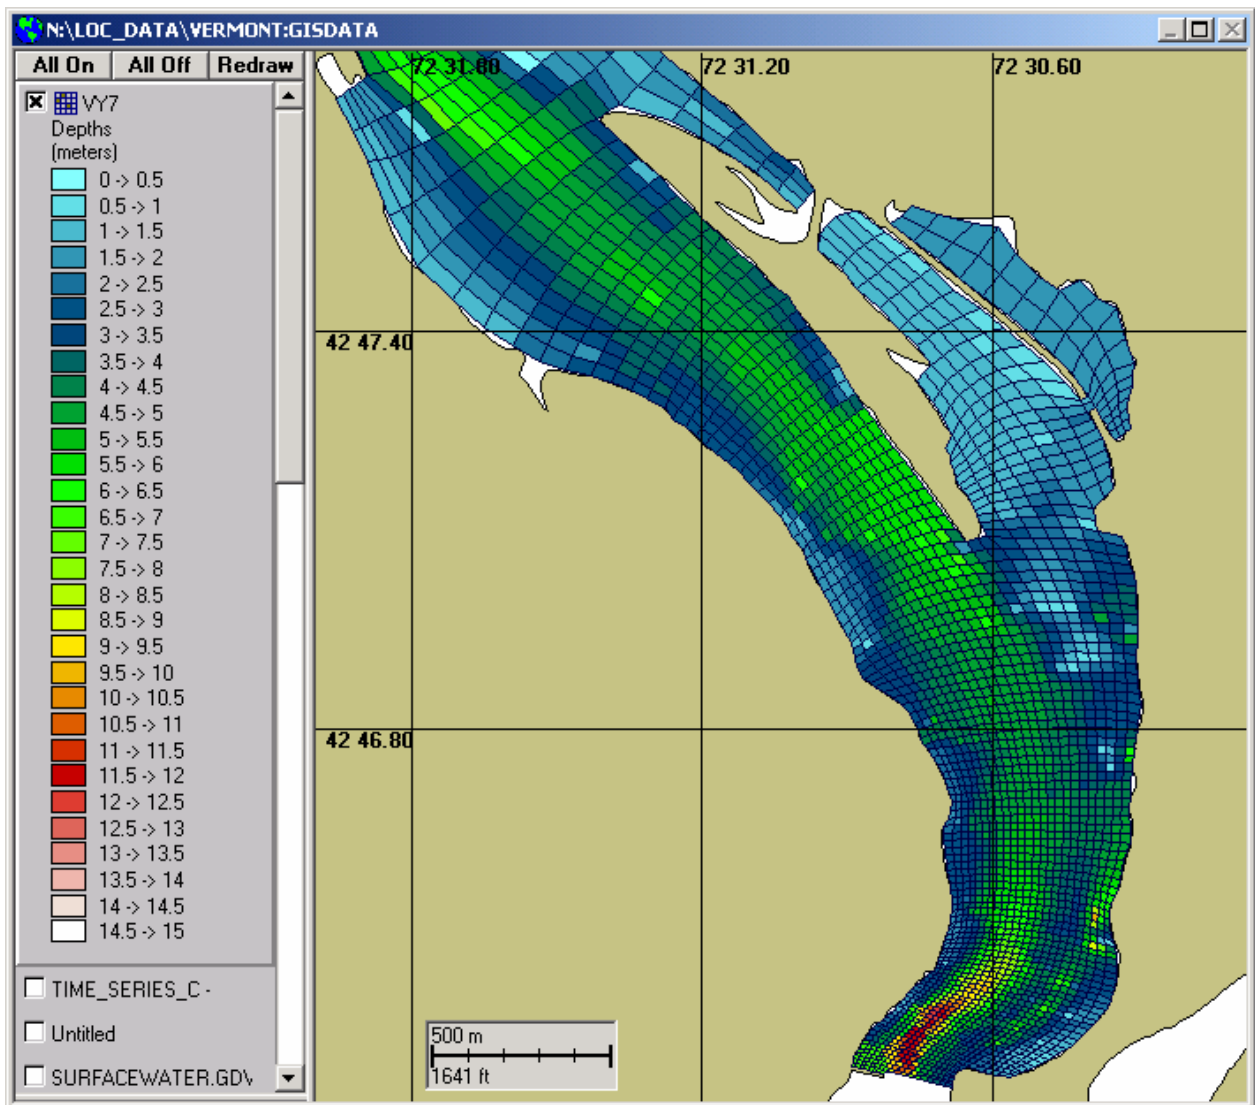 N:\LOC_DATA\VERMONT:GISDATA
All On All Off Redraw
VY7
Depths
(meters)
0 -> 0.5
0.5 -> 1
1 -> 1.5
1.5 -> 2
2 -> 2.5
2.5 -> 3
3 -> 3.5
3.5 -> 4
4 -> 4.5
4.5 -> 5
5 -> 5.5
5.5 -> 6
6 -> 6.5
6.5 -> 7
7 -> 7.5
7.5 -> 8
8 -> 8.5
8.5 -> 9
9 -> 9.5
9.5 -> 10
10 -> 10.5
10.5 -> 11
11 -> 11.5
11.5 -> 12
12 -> 12.5
12.5 -> 13
13 -> 13.5
13.5 -> 14
14 -> 14.5
14.5 -> 15
TIME_SERIES_C -
Untitled
SURFACEWATER.GDV
72 31.80 72 31.20 72 30.60
42 47.40
42 46.80
500 m
1641 ft